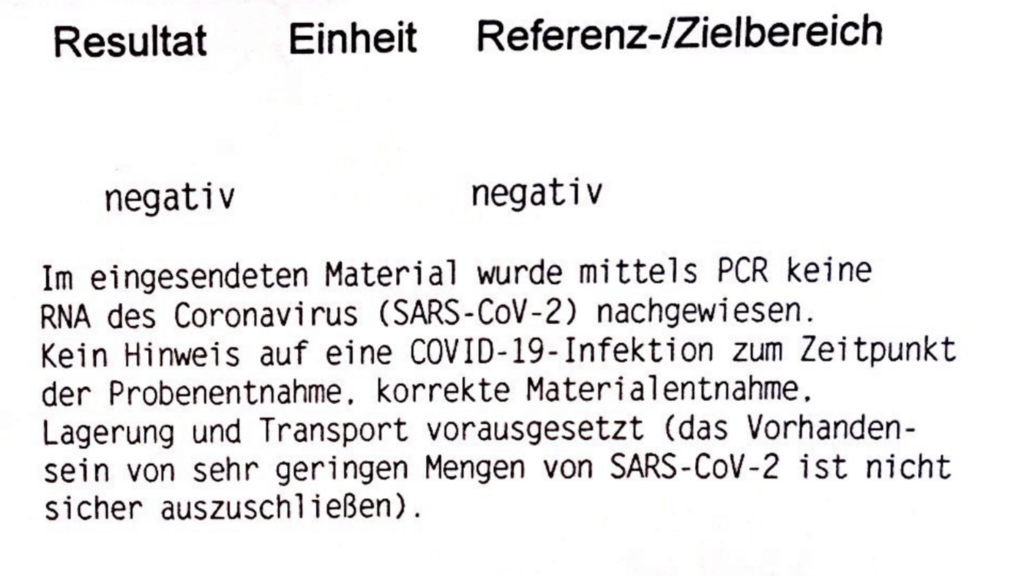 Resultat Einheit Referenz-/Zielbereich
negativ negativ
Im eingesendeten Material wurde mittels PCR keine
RNA des Coronavirus (SARS-CoV-2) nachgewiesen.
Kein Hinweis auf eine COVID-19-Infektion zum Zeitpunkt
der Probenentnahme, korrekte Materialentnahme,
Lagerung und Transport vorausgesetzt (das Vorhanden-
sein von sehr geringen Mengen von SARS-CoV-2 ist nicht
sicher auszuschließen).